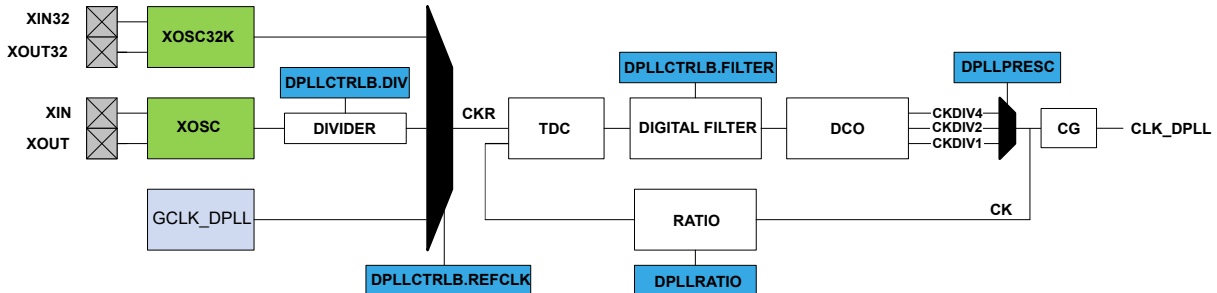 XIN32
XOUT32
XOSC32K
DPLLCTRLB.DIV
DPLLCTRLB.FILTER
DPLLPRESC
XIN
XOUT
XOSC
DIVIDER
CKR
TDC
DIGITAL FILTER
DCO
CKDIV4
CKDIV2
CKDIV1
CG
CLK_DPLL
GCLK_DPLL
RATIO
CK
DPLLCTRLB.REFCLK
DPLLRATIO